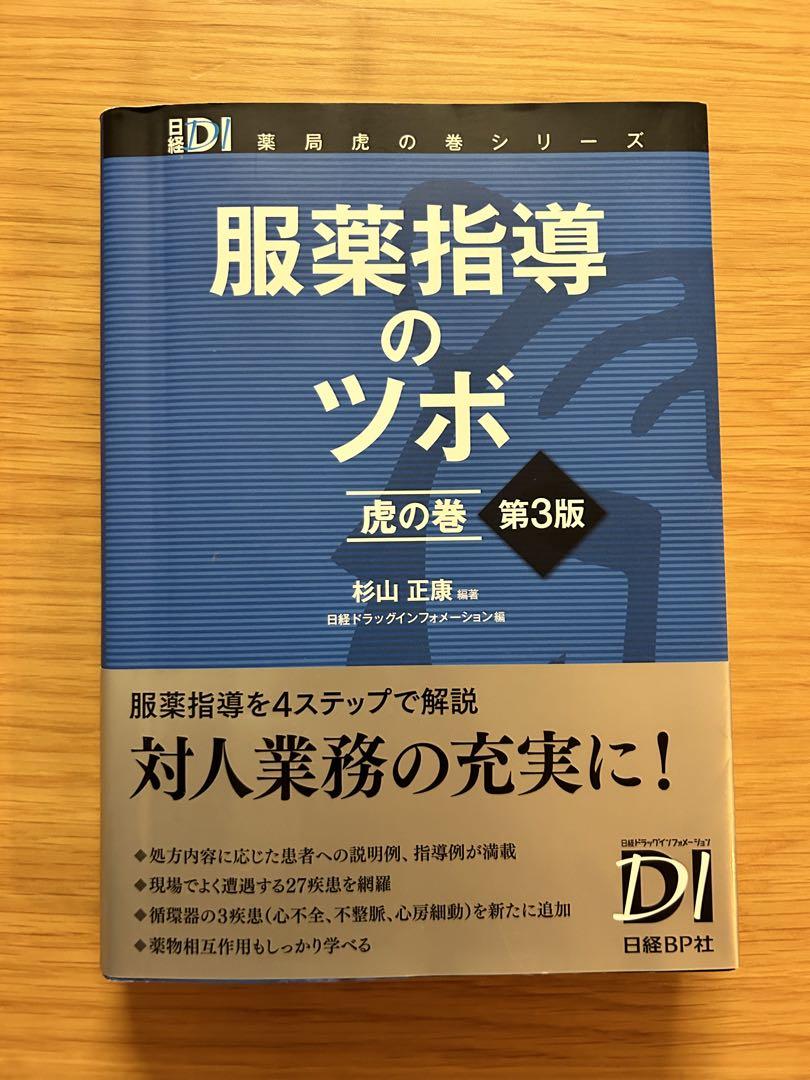 日経DI 薬局虎の巻シリーズ
服薬指導
の
ツボ
虎の巻 第3版
杉山 正康 編著
日経ドラッグインフォメーション編
服薬指導を4ステップで解説
対人業務の充実に!
◆処方内容に応じた患者への説明例、指導例が満載
◆現場でよく遭遇する27疾患を網羅
◆循環器の3疾患(心不全、不整脈、心房細動)を新たに追加
◆薬物相互作用もしっかり学べる
日経ドラッグインフォメーション
DI
日経BP社